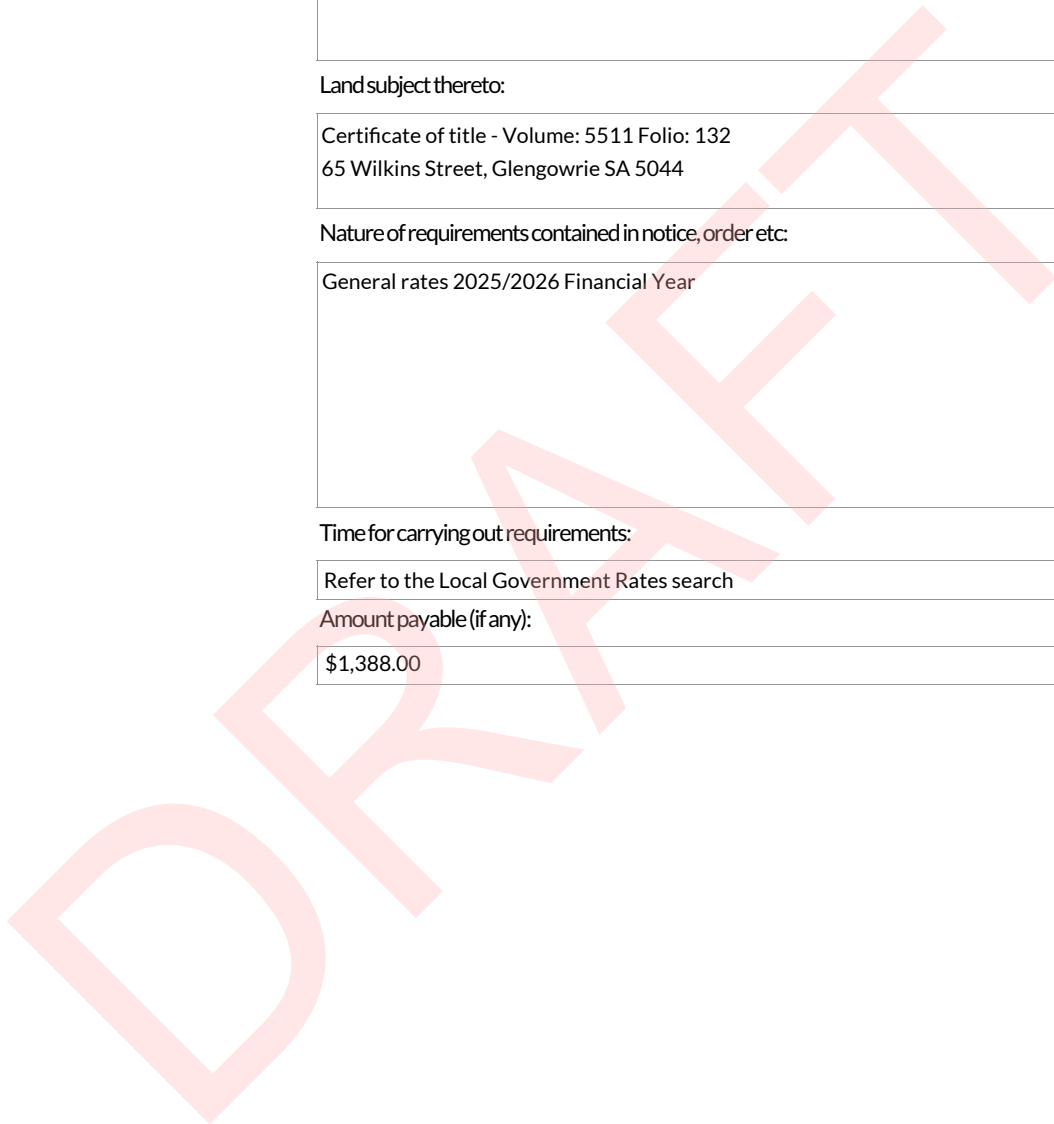 Land subject thereto:
Certificate of title - Volume: 5511 Folio: 132
65 Wilkins Street, Glengowrie SA 5044
Nature of requirements contained in notice, order etc:
General rates 2025/2026 Financial Year
Time for carrying out requirements:
Refer to the Local Government Rates search
Amount payable (if any):
$1,388.00
DRAFT